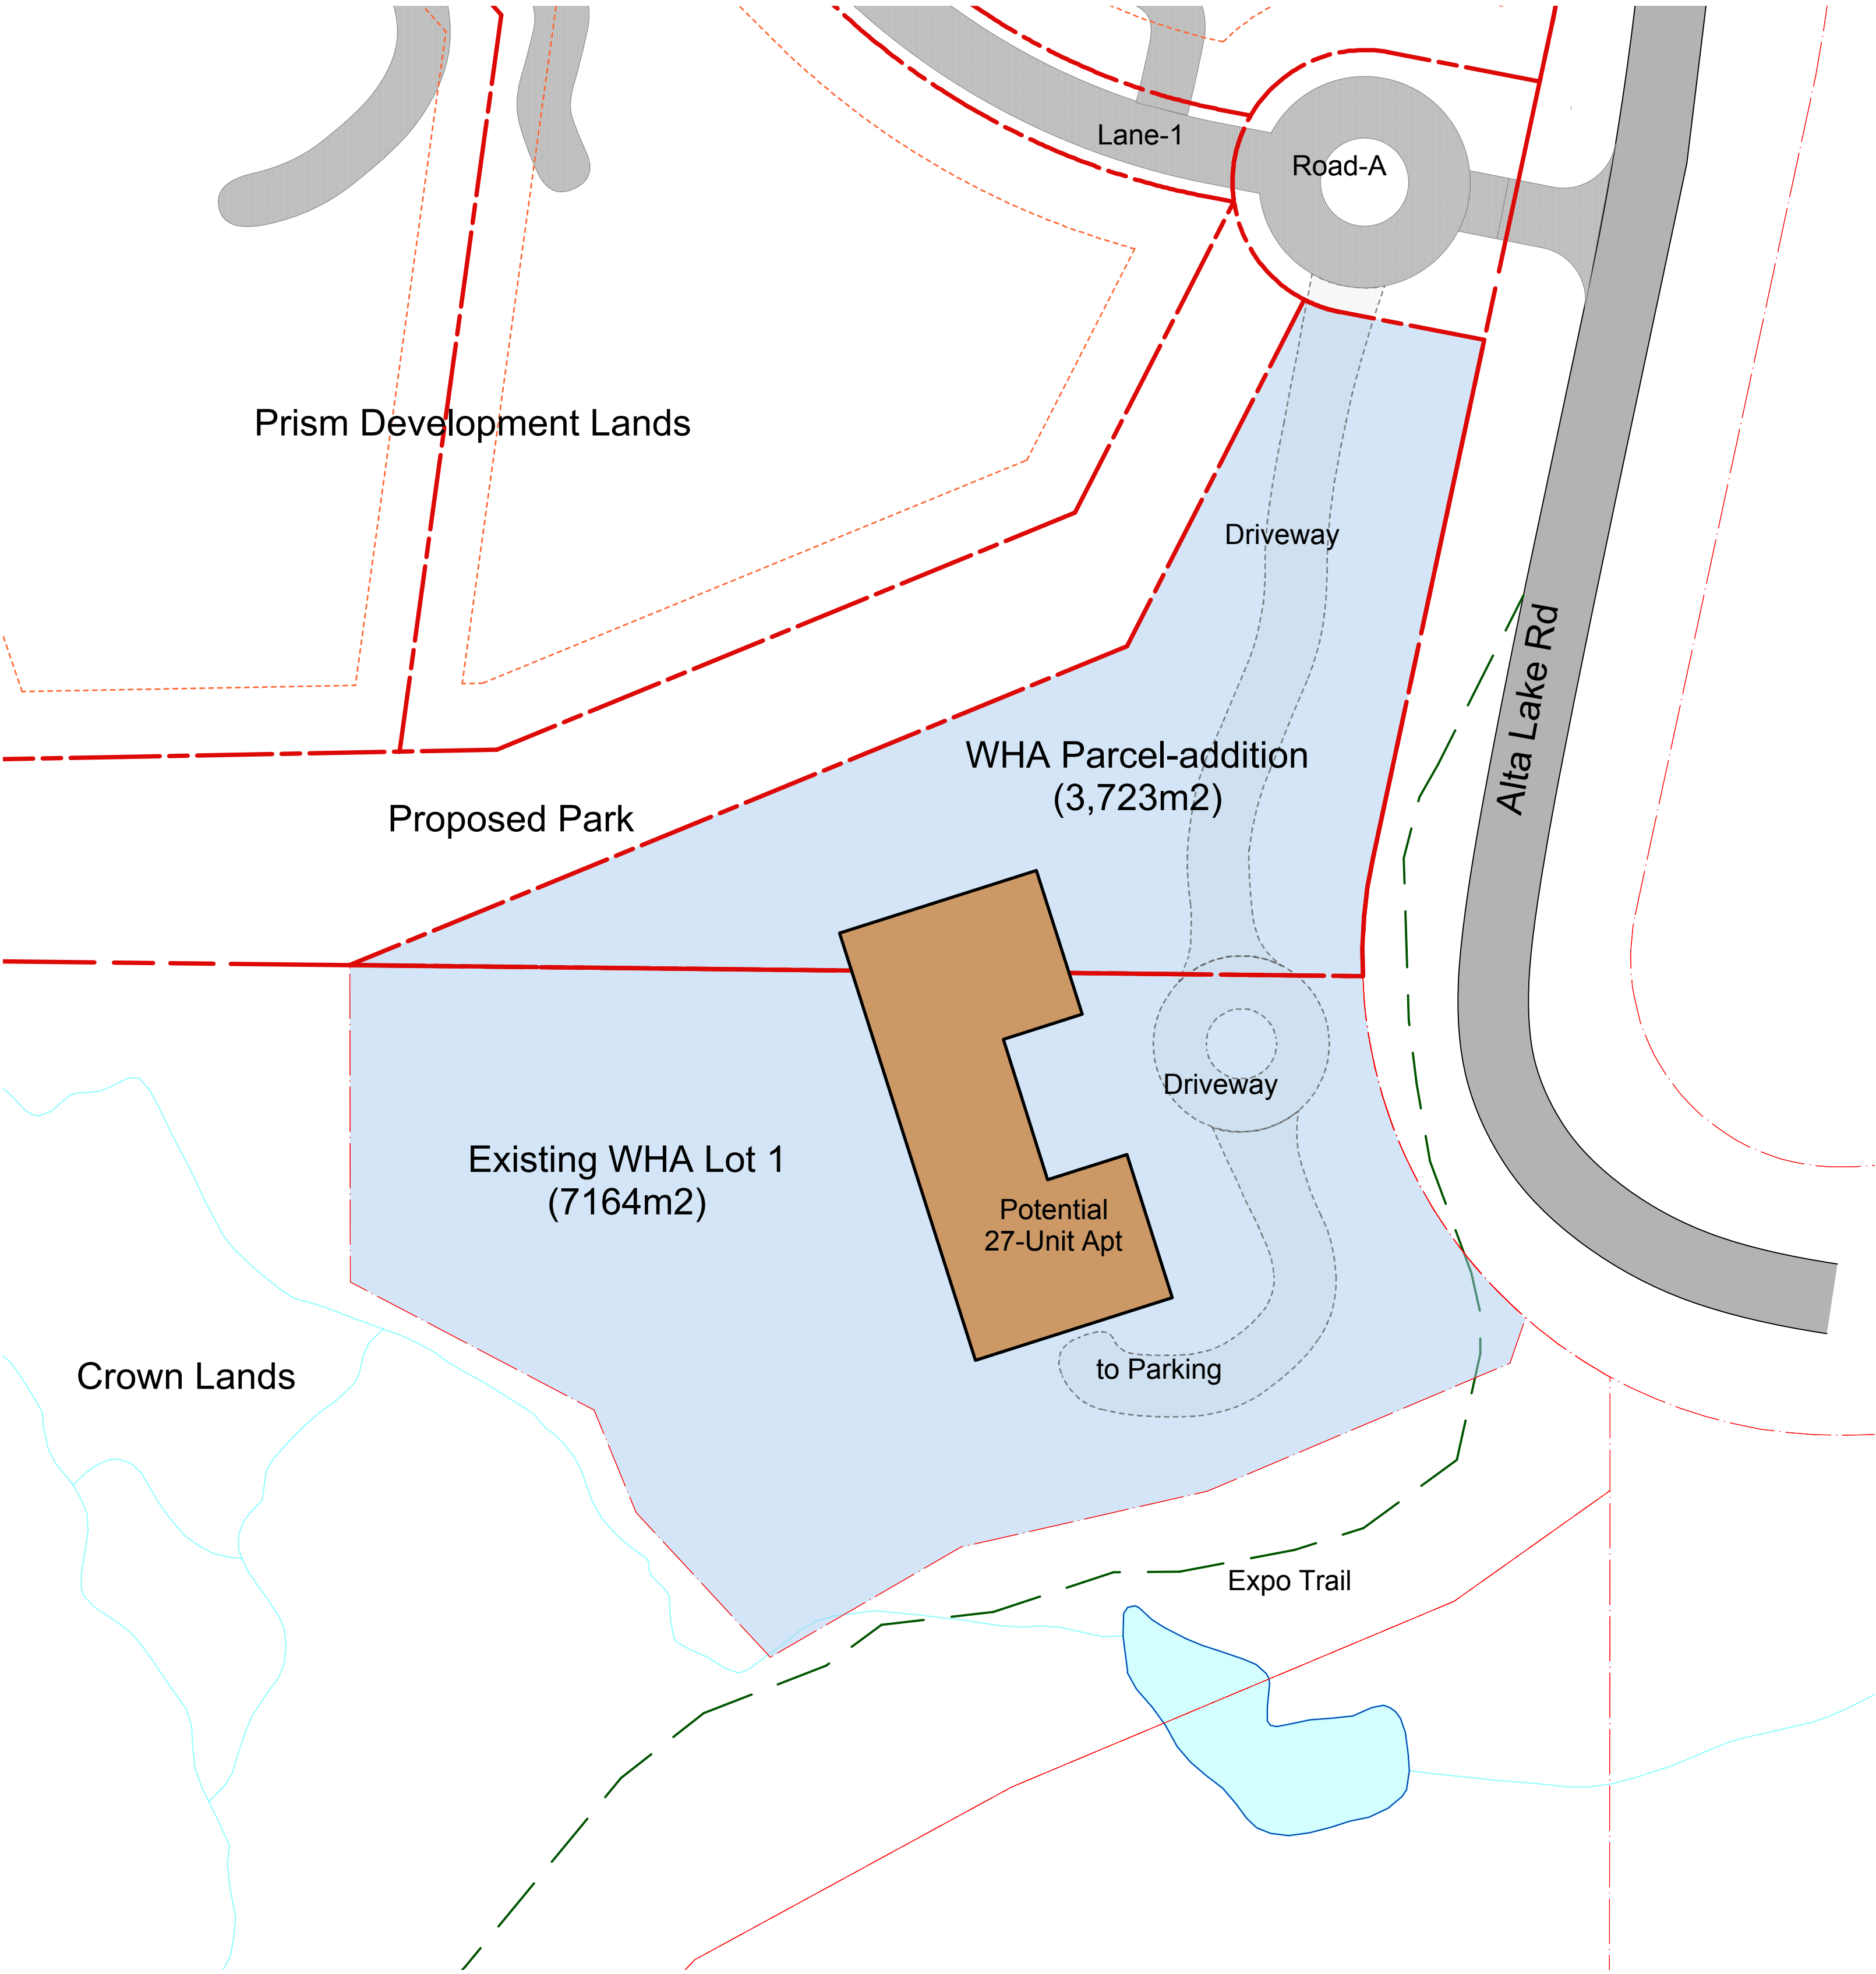 Lane-1
Road-A
Prism Development Lands
Driveway
Alta Lake Rd
WHA Parcel-addition
(3,723m2)
Proposed Park
Driveway
Existing WHA Lot 1
(7164m2)
Potential
27-Unit Apt
to Parking
Crown Lands
Expo Trail